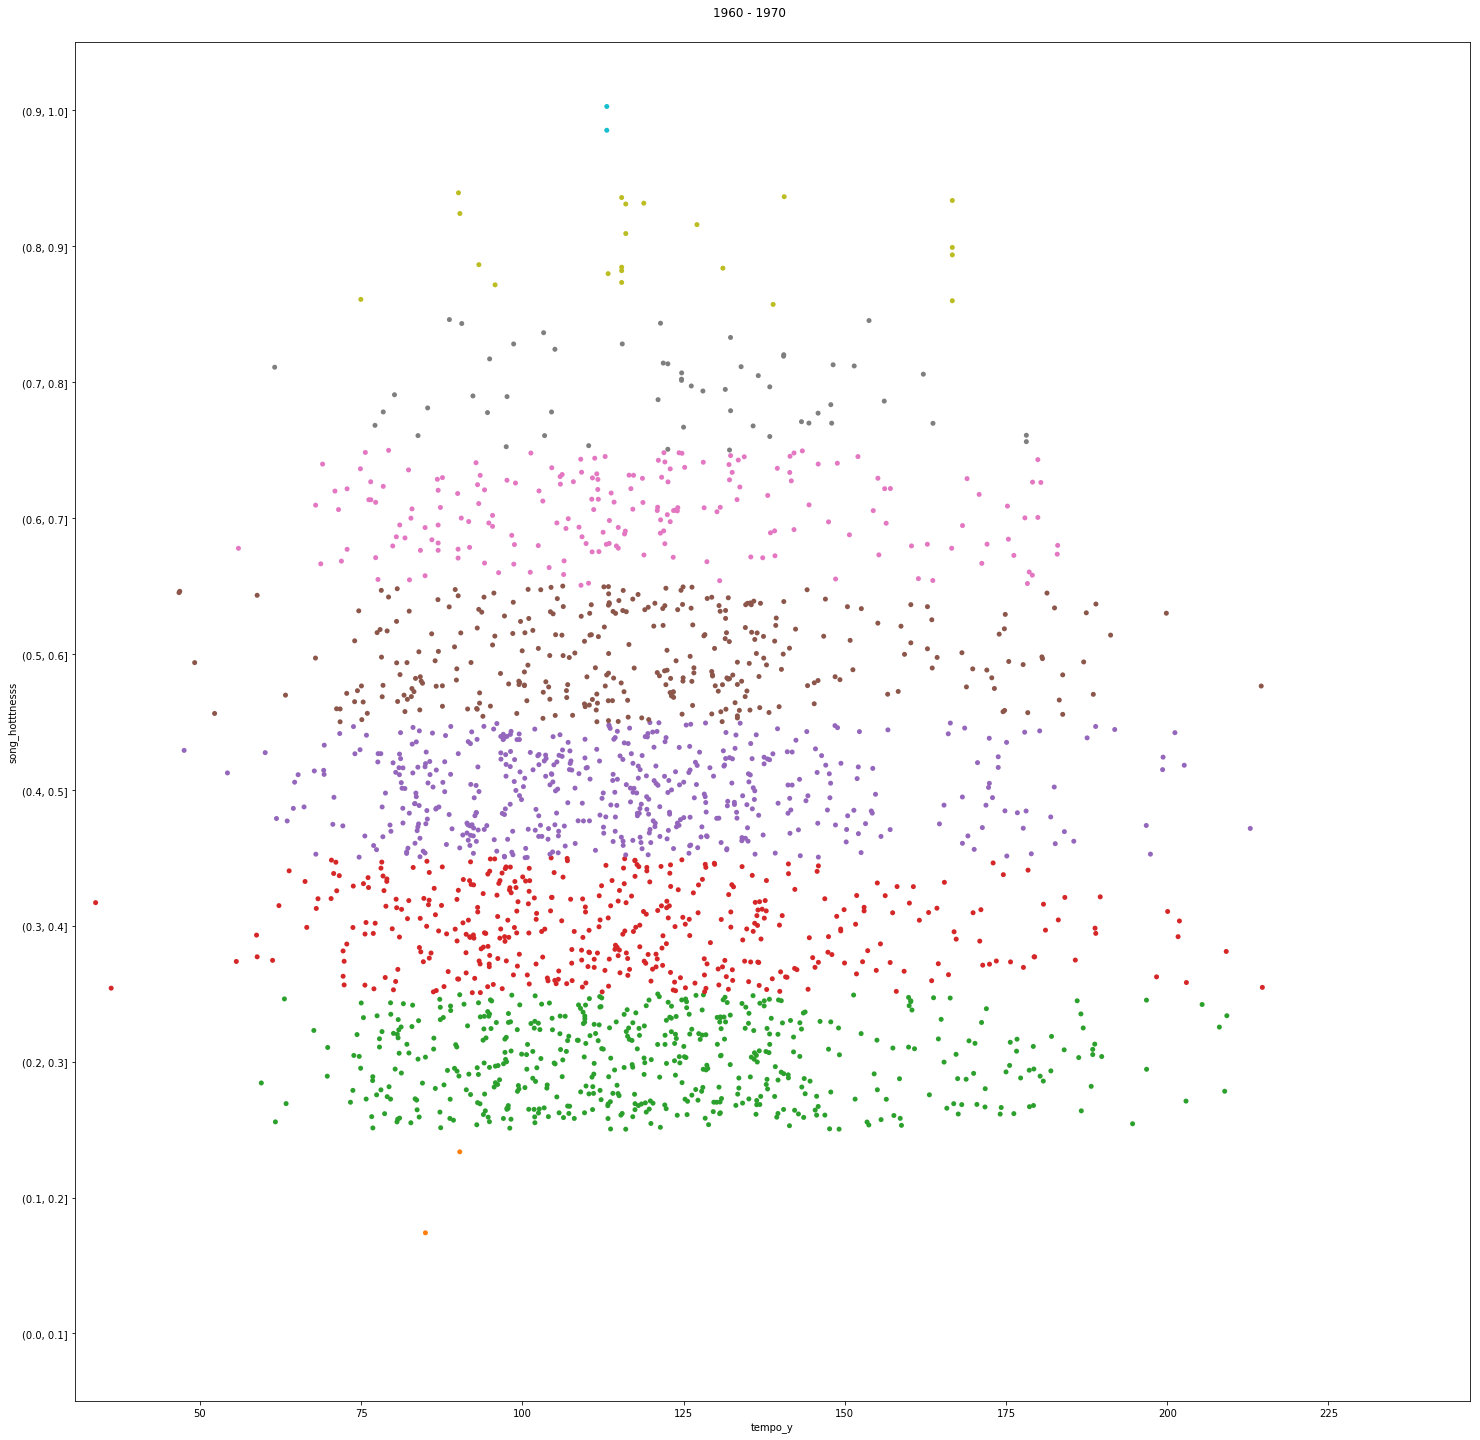 1960 - 1970
(0.9, 1.0]
(0.8, 0.9]
(0.7, 0.8]
(0.6, 0.7]
(0.5, 0.6]
(0.4, 0.5]
(0.3, 0.4]
(0.2, 0.3]
(0.1, 0.2]
(0.0, 0.1]
song_hotttnesss
50 75 100 125 150 175 200 225
tempo_y